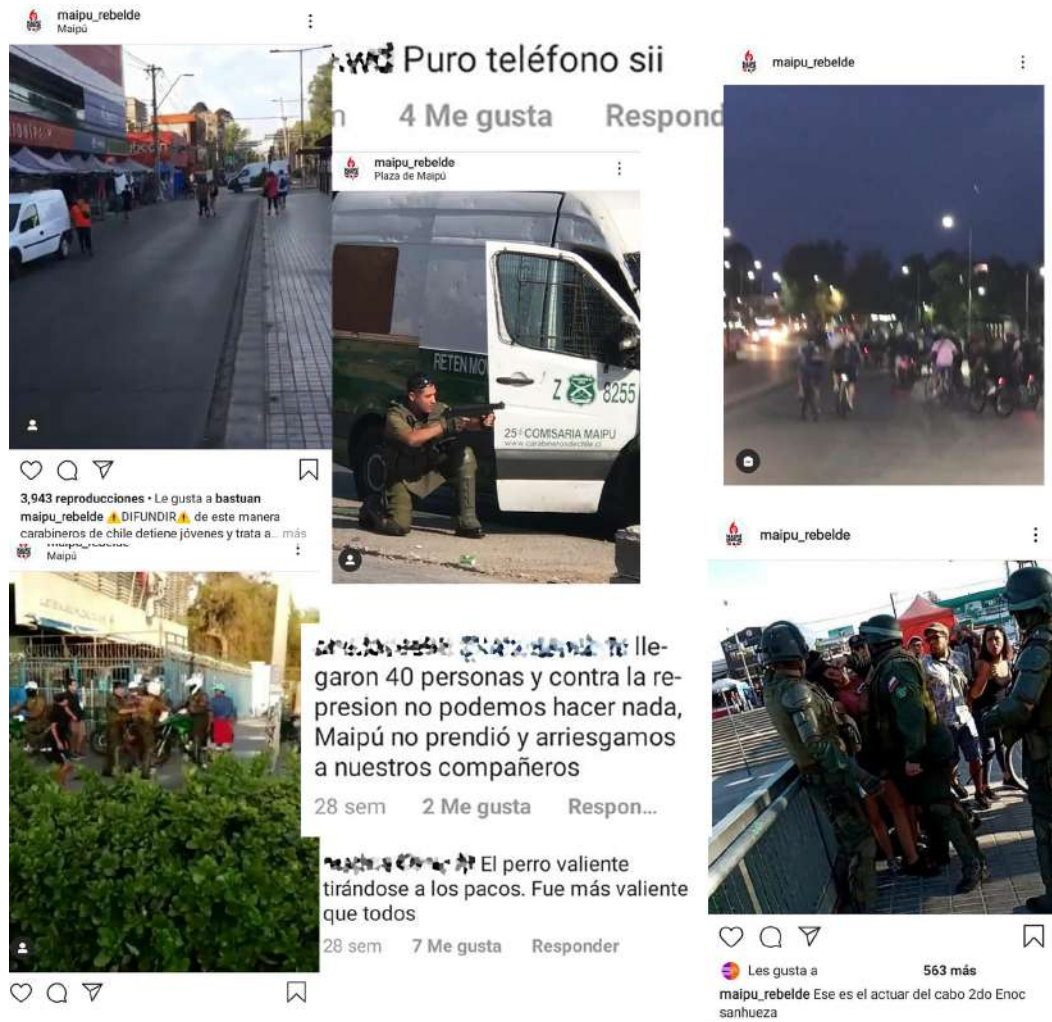 maipu_rebelde
Maipú
3,943 reproducciones • Le gusta a bastuan
maipu_rebelde ⚠DIFUNDIR⚠ de este manera
carabineros de chile detiene jóvenes y trata a... más
maipu_rebelde
Maipú
Puro teléfono sii
4 Me gusta Respond
maipu_rebelde
Plaza de Maipú
RETEN MO
Z 8255
25ª COMISARIA MAIPU
www.carabinerosdechile.cl
lle-
garon 40 personas y contra la re-
presion no podemos hacer nada,
Maipú no prendió y arriesgamos
a nuestros compañeros
28 sem 2 Me gusta Respon...
El perro valiente
tirándose a los pacos. Fue más valiente
que todos
28 sem 7 Me gusta Responder
maipu_rebelde
maipu_rebelde
Les gusta a 563 más
maipu_rebelde Ese es el actuar del cabo 2do Enoc
sanhueza